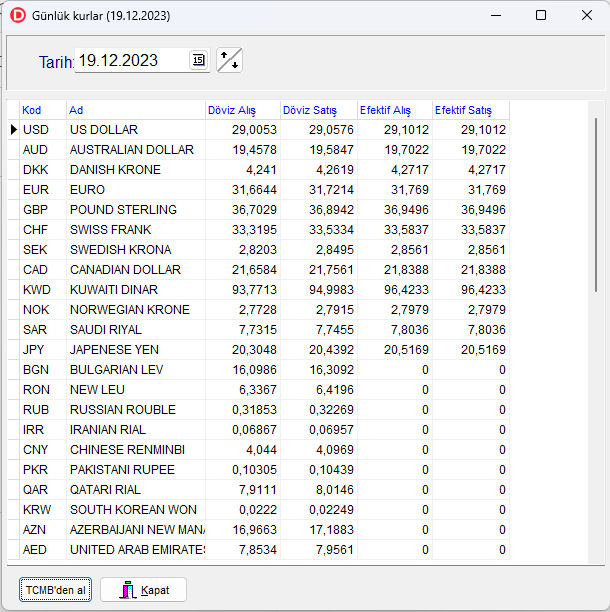 D Günlük kurlar (19.12.2023)
Tarih: 19.12.2023 15
Kod Ad Döviz Alış Döviz Satış Efektif Alış Efektif Satış
USD US DOLLAR 29,0053 29,0576 29,1012 29,1012
AUD AUSTRALIAN DOLLAR 19,4578 19,5847 19,7022 19,7022
DKK DANISH KRONE 4,241 4,2619 4,2717 4,2717
EUR EURO 31,6644 31,7214 31,769 31,769
GBP POUND STERLING 36,7029 36,8942 36,9496 36,9496
CHF SWISS FRANK 33,3195 33,5334 33,5837 33,5837
SEK SWEDISH KRONA 2,8203 2,8495 2,8561 2,8561
CAD CANADIAN DOLLAR 21,6584 21,7561 21,8388 21,8388
KWD KUWAITI DINAR 93,7713 94,9983 96,4233 96,4233
NOK NORWEGIAN KRONE 2,7728 2,7915 2,7979 2,7979
SAR SAUDI RIYAL 7,7315 7,7455 7,8036 7,8036
JPY JAPENESE YEN 20,3048 20,4392 20,5169 20,5169
BGN BULGARIAN LEV 16,0986 16,3092 0 0
RON NEW LEU 6,3367 6,4196 0 0
RUB RUSSIAN ROUBLE 0,31853 0,32269 0 0
IRR IRANIAN RIAL 0,06867 0,06957 0 0
CNY CHINESE RENMINBI 4,044 4,0969 0 0
PKR PAKISTANI RUPEE 0,10305 0,10439 0 0
QAR QATARI RIAL 7,9111 8,0146 0 0
KRW SOUTH KOREAN WON 0,0222 0,02249 0 0
AZN AZERBAIJANI NEW MANA 16,9663 17,1883 0 0
AED UNITED ARAB EMIRATES 7,8534 7,9561 0 0
TCMB'den al Kapat